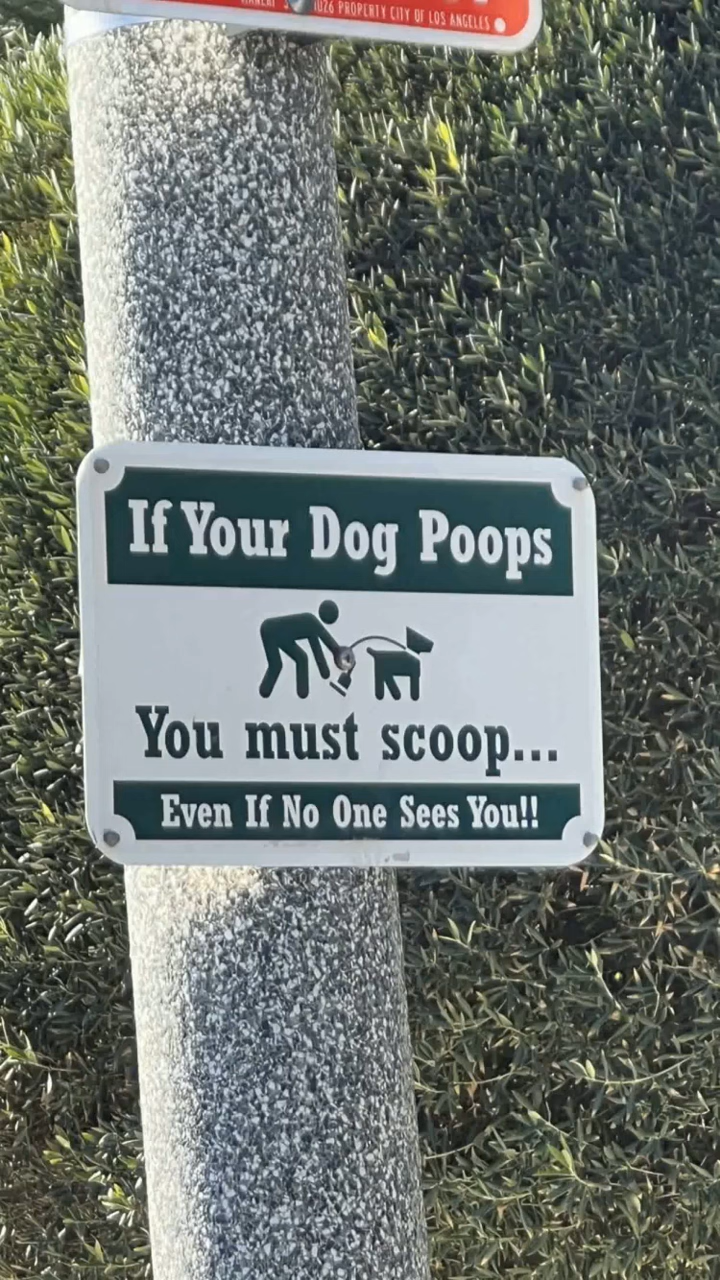 1026 PROPERTY CITY OF LOS ANGELES
If Your Dog Poops
You must scoop...
Even If No One Sees You!!